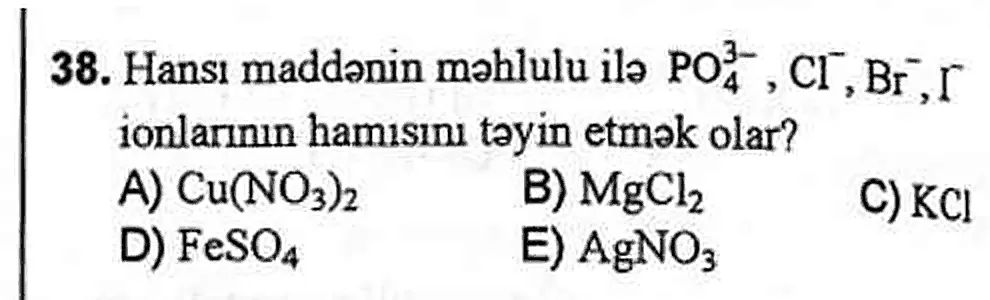 38. Hansı maddənin məhlulu ilə PO₄³⁻, Cl⁻, Br⁻, I⁻
ionlarının hamısını təyin etmək olar?
A) Cu(NO₃)₂ B) MgCl₂ C) KCl
D) FeSO₄ E) AgNO₃